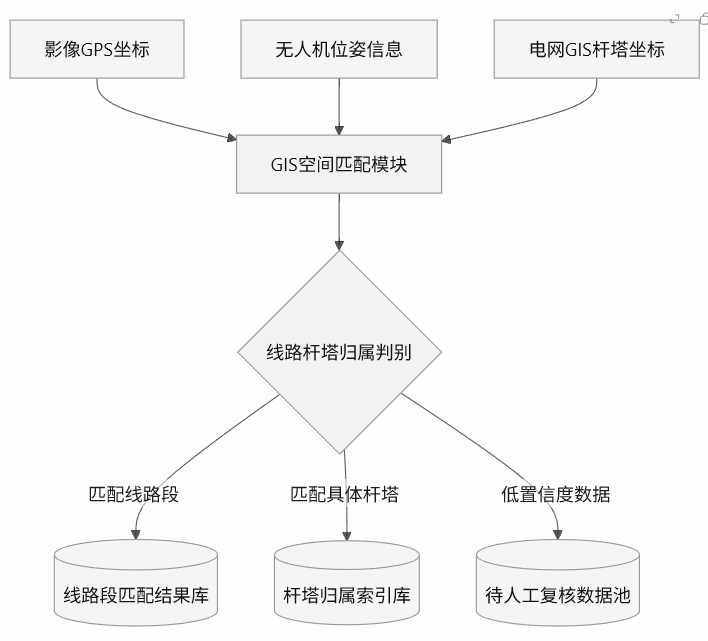 影像GPS坐标
无人机位姿信息
电网GIS杆塔坐标
GIS空间匹配模块
线路杆塔归属判别
匹配线路段
匹配具体杆塔
低置信度数据
线路段匹配结果库
杆塔归属索引库
待人工复核数据池